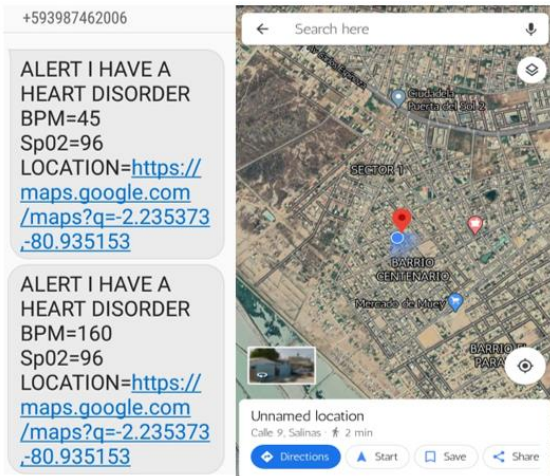 +593987462006
ALERT I HAVE A
HEART DISORDER
BPM=45
Sp02=96
LOCATION=https://
maps.google.com
/maps?q=-2.235373
,-80.935153
ALERT I HAVE A
HEART DISORDER
BPM=160
Sp02=96
LOCATION=https://
maps.google.com
/maps?q=-2.235373
,-80.935153
Search here
Ciudadela
Puerta del Sol 2
SECTOR 1
BARRIO
CENTENARIO
Mercado de Muey
BARRIO
PARA
Unnamed location
Calle 9, Salinas · 2 min
Directions
Start
Save
Share